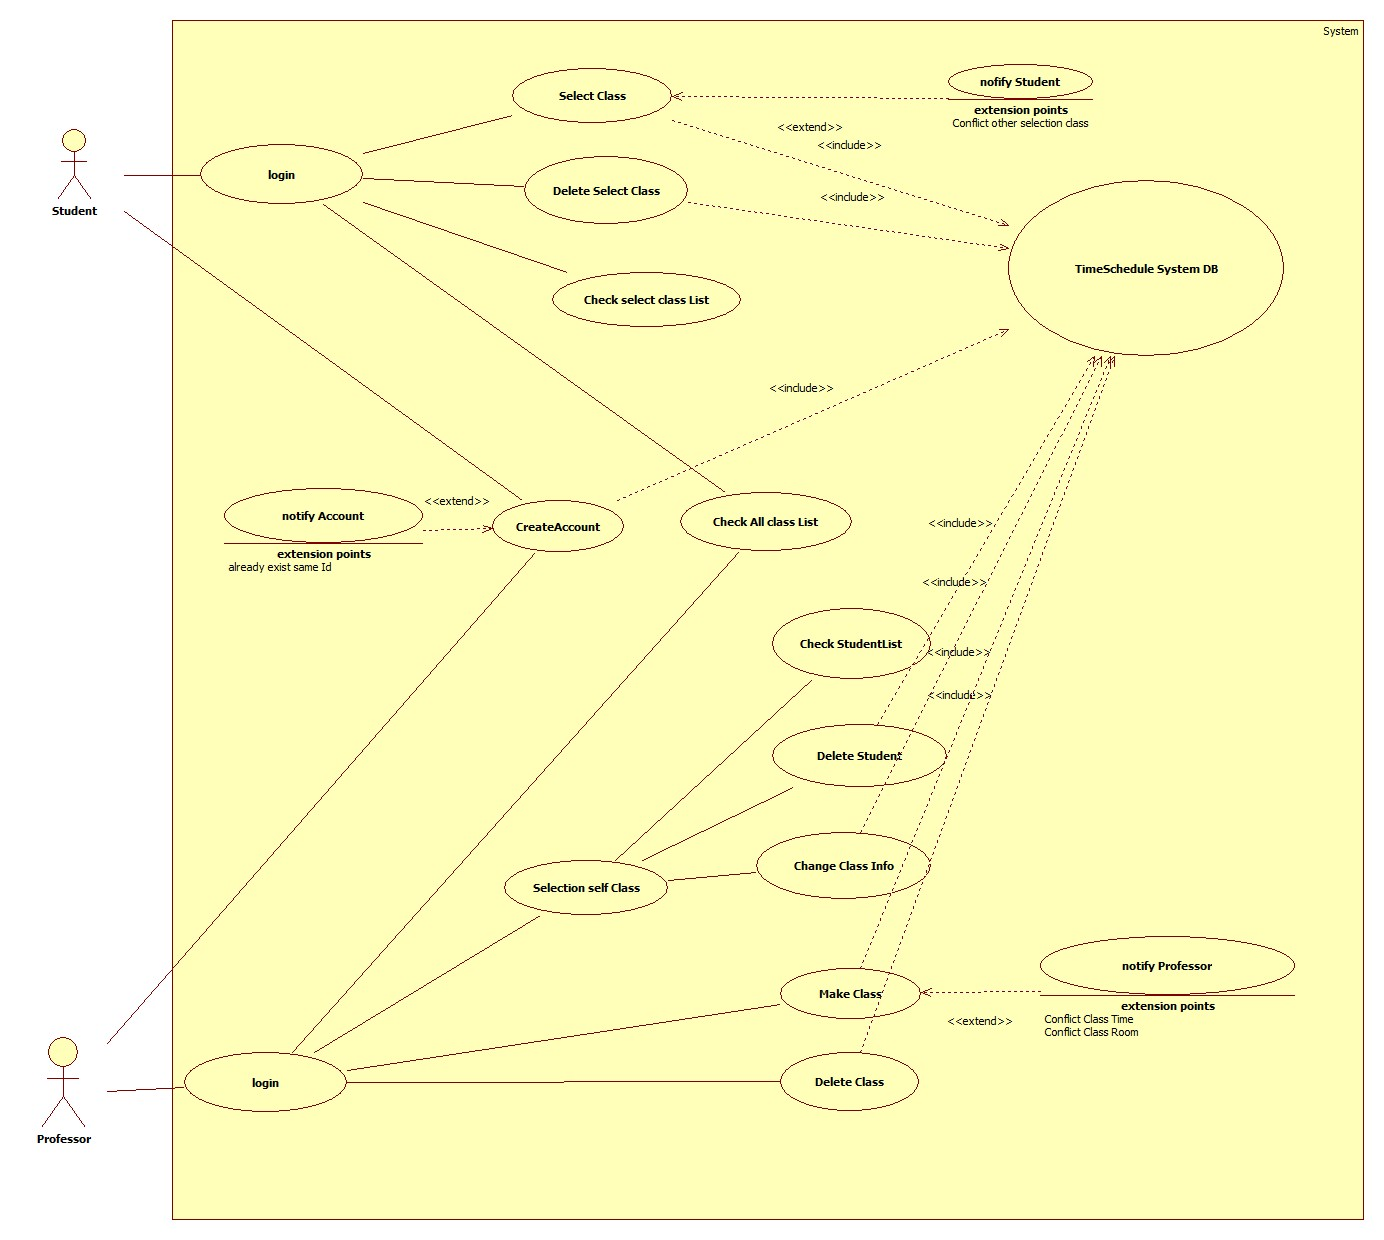 System
Select Class
nofify Student
extension points
Conflict other selection class
<<extend>>
<<include>>
login
Delete Select Class
<<include>>
Student
TimeSchedule System DB
Check select class List
<<include>>
notify Account
<<extend>>
extension points
already exist same Id
CreateAccount
Check All class List
<<include>>
<<include>>
Check StudentList
<<include>>
<<include>>
Delete Student
Change Class Info
Selection self Class
notify Professor
extension points
Conflict Class Time
Conflict Class Room
Make Class
<<extend>>
login
Delete Class
Professor